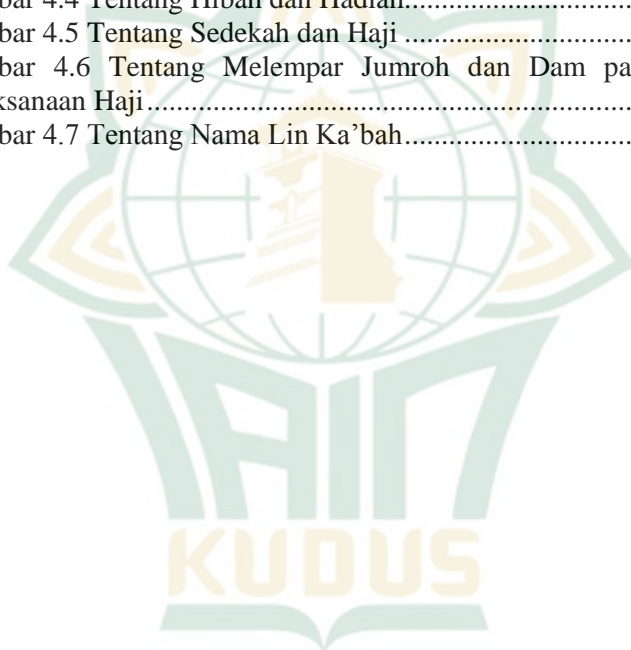 bar 4.4 Tentang Hibah dan Hadiah............................
bar 4.5 Tentang Sedekah dan Haji ............................
bar 4.6 Tentang Melempar Jumroh dan Dam pa
ksanaan Haji............................................................
bar 4.7 Tentang Nama Lin Ka’bah............................
IAIN
KUDUS